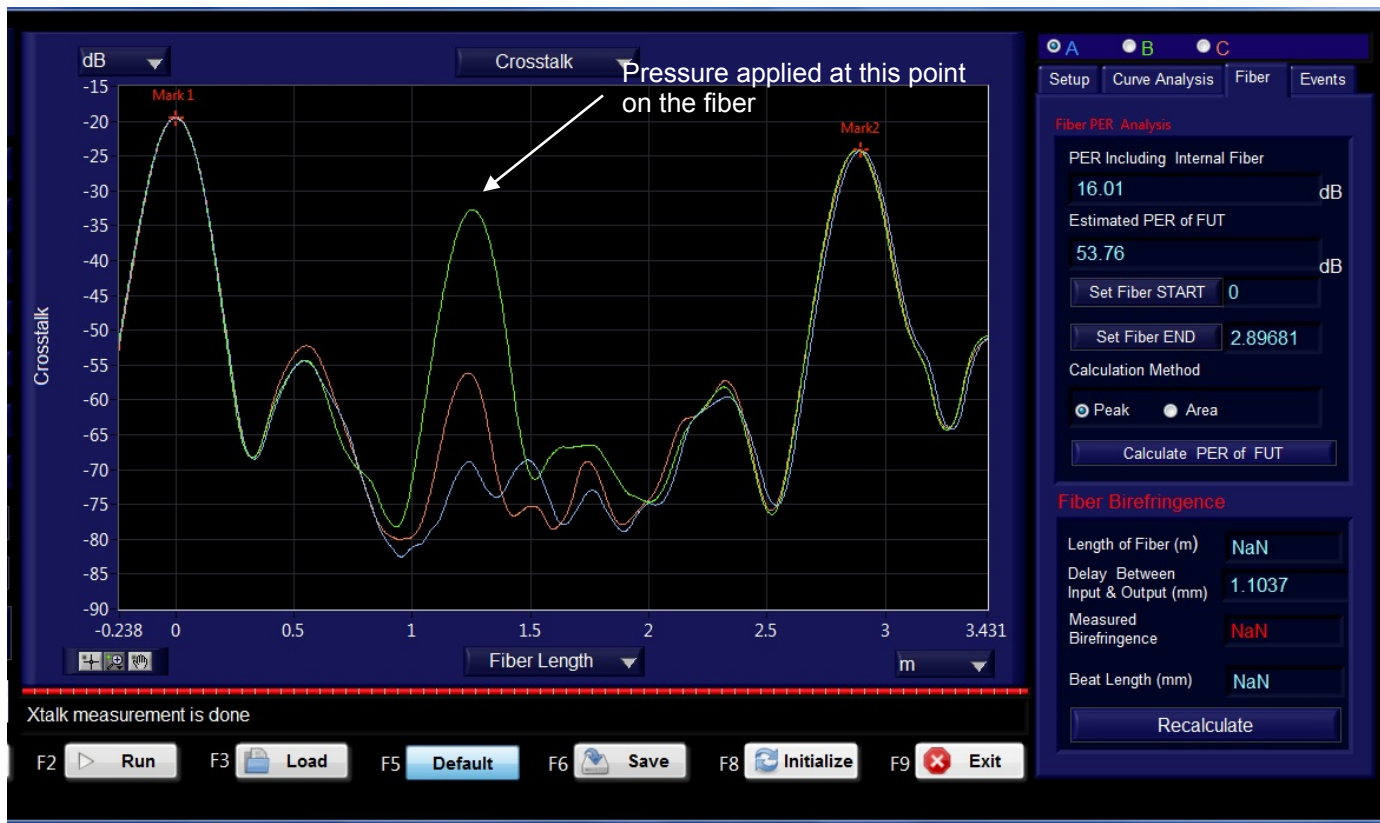 dB
Crosstalk
Pressure applied at this point
on the fiber
Mark 1
Mark2
-15
-20
-25
-30
-35
-40
-45
-50
-55
-60
-65
-70
-75
-80
-85
-90
Crosstalk
-0.238 0 0.5 1 1.5 2 2.5 3 3.431
Fiber Length
m
A B C
Setup Curve Analysis Fiber Events
Fiber PER Analysis
PER Including Internal Fiber
16.01 dB
Estimated PER of FUT
53.76 dB
Set Fiber START 0
Set Fiber END 2.89681
Calculation Method
Peak Area
Calculate PER of FUT
Fiber Birefringence
Length of Fiber (m) NaN
Delay Between
Input & Output (mm) 1.1037
Measured
Birefringence NaN
Beat Length (mm) NaN
Recalculate
Xtalk measurement is done
F2 Run F3 Load F5 Default F6 Save F8 Initialize F9 Exit